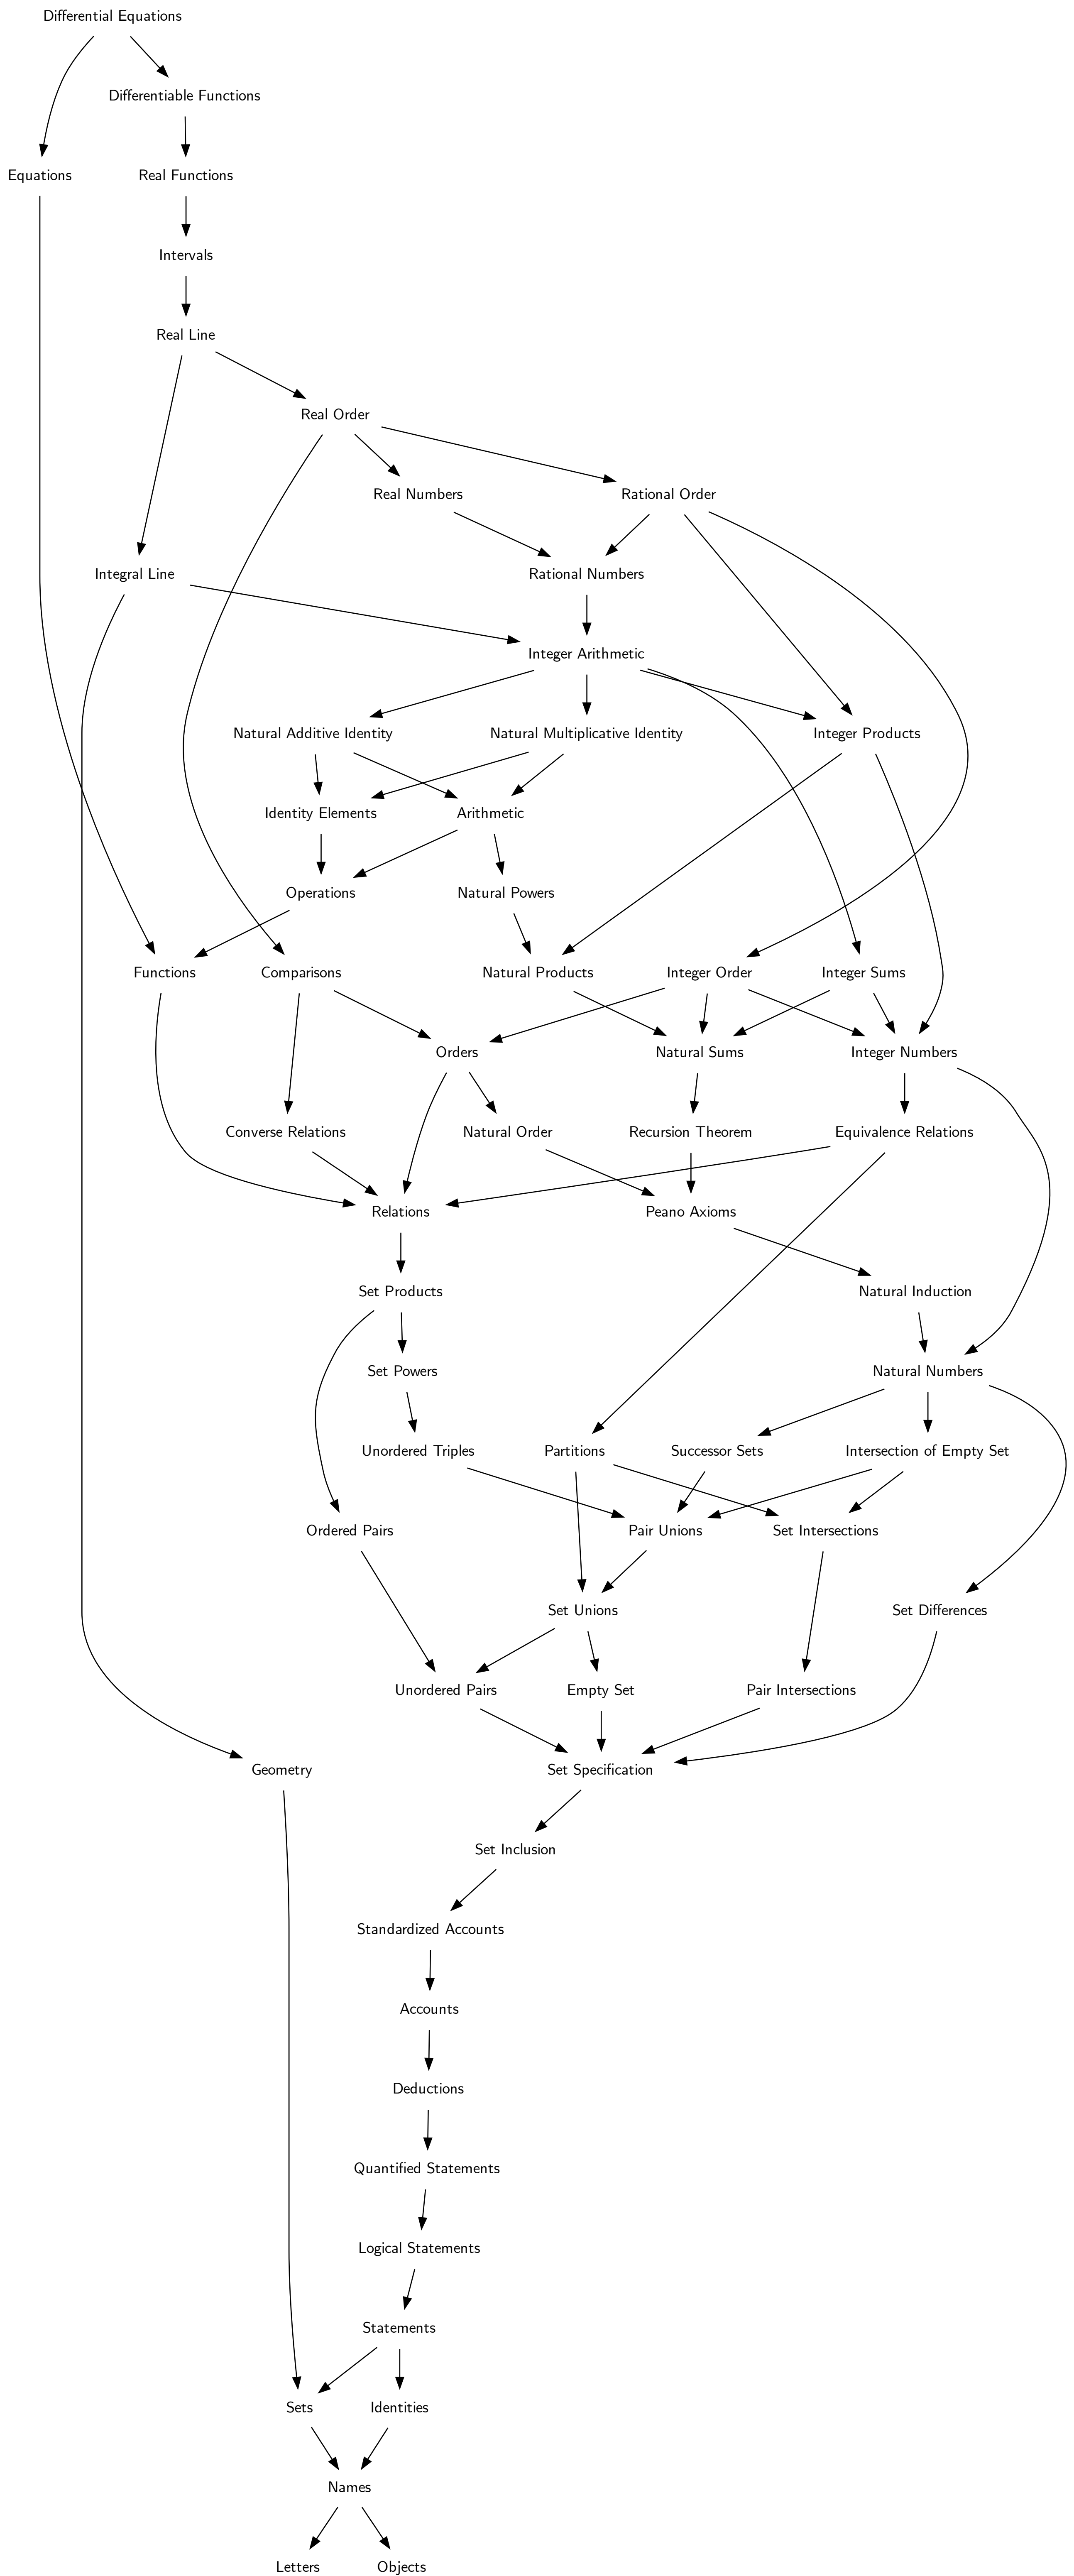 Differential Equations
Differentiable Functions
Equations
Real Functions
Intervals
Real Line
Real Order
Real Numbers
Rational Order
Integral Line
Rational Numbers
Integer Arithmetic
Natural Additive Identity
Natural Multiplicative Identity
Integer Products
Identity Elements
Arithmetic
Operations
Natural Powers
Functions
Comparisons
Natural Products
Integer Order
Integer Sums
Orders
Natural Sums
Integer Numbers
Converse Relations
Natural Order
Recursion Theorem
Equivalence Relations
Relations
Peano Axioms
Set Products
Natural Induction
Set Powers
Natural Numbers
Unordered Triples
Partitions
Successor Sets
Intersection of Empty Set
Ordered Pairs
Pair Unions
Set Intersections
Set Unions
Set Differences
Unordered Pairs
Empty Set
Pair Intersections
Geometry
Set Specification
Set Inclusion
Standardized Accounts
Accounts
Deductions
Quantified Statements
Logical Statements
Statements
Sets
Identities
Names
Letters
Objects